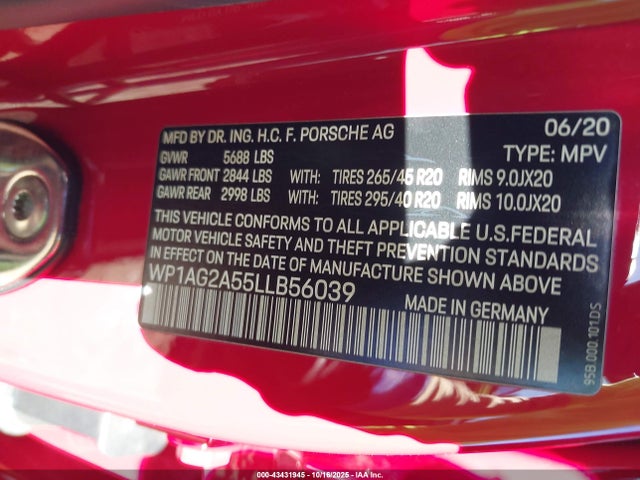 MFD BY DR. ING. H.C. F. PORSCHE AG 06/20
GVWR 5688 LBS TYPE: MPV
GAWR FRONT 2844 LBS WITH: TIRES 265/45 R20 RIMS 9.0JX20
GAWR REAR 2998 LBS WITH: TIRES 295/40 R20 RIMS 10.0JX20
THIS VEHICLE CONFORMS TO ALL APPLICABLE U.S.FEDERAL
MOTOR VEHICLE SAFETY AND THEFT PREVENTION STANDARDS
IN EFFECT ON THE DATE OF MANUFACTURE SHOWN ABOVE
WP1AG2A55LLB56039 MADE IN GERMANY
95B.000.101.DS
000-43431945 - 10/16/2025 - IAA Inc.